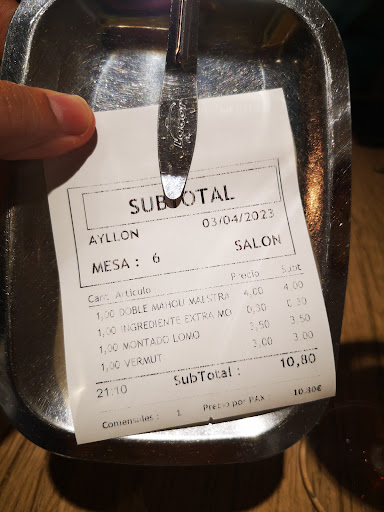 SUBTOTAL
AYLLON 03/04/2023
MESA : 6 SALON
Cant. Artículo Precio Subt
1,00 DOBLE MAHOU MAESTRA 4,00 4,00
1,00 INGREDIENTE EXTRA MO 0,30 0,30
1,00 MONTADO LOMO 3,50 3,50
1,00 VERMUT 3,00 3,00
21:10 SubTotal : 10,80
Comensales : 1 Precio por PAX 10,80€